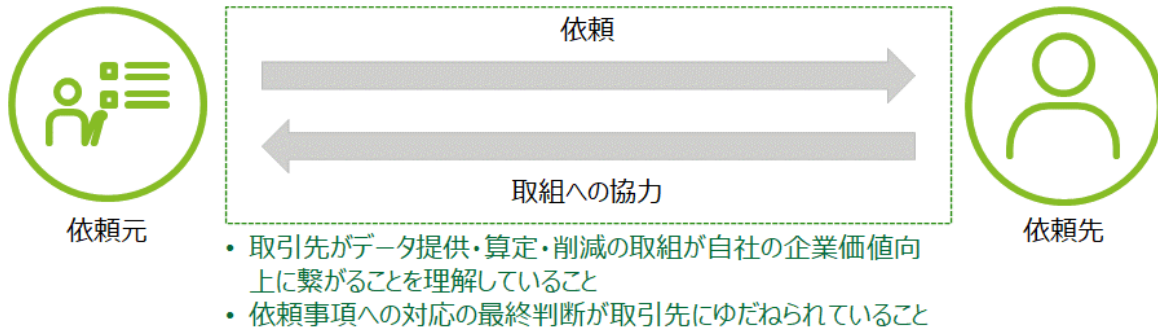 依頼
取組への協力
依頼元
依頼先
• 取引先がデータ提供・算定・削減の取組が自社の企業価値向
上に繋がることを理解していること
• 依頼事項への対応の最終判断が取引先にゆだねられていること